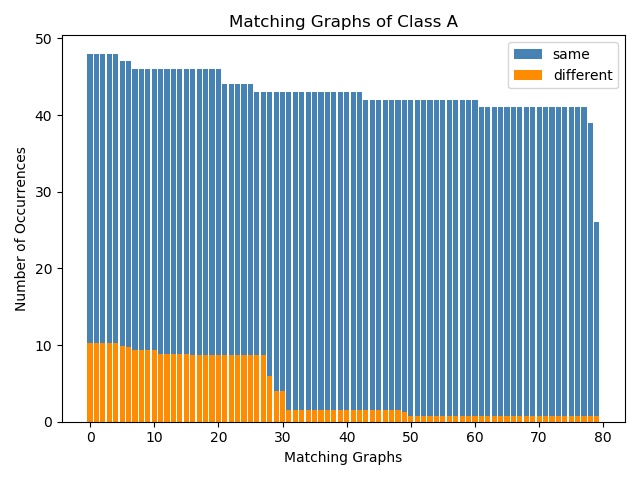 Matching Graphs of Class A
same
different
Number of Occurrences
50
40
30
20
10
0
0 10 20 30 40 50 60 70 80
Matching Graphs